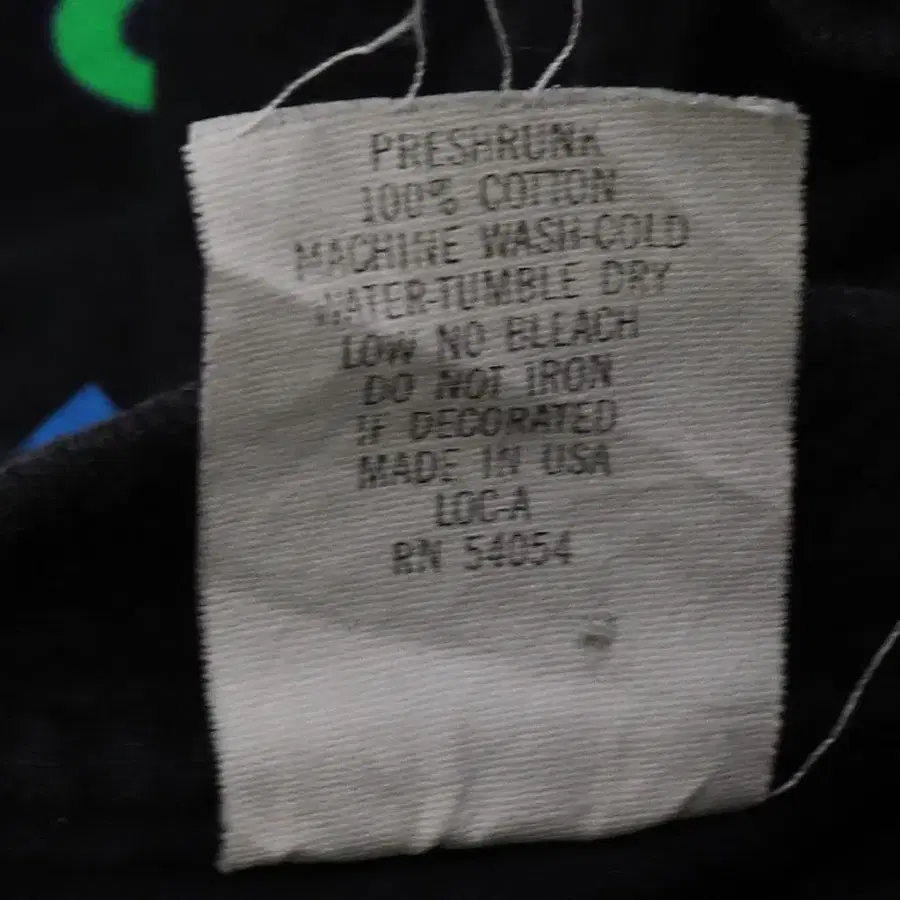 PRESHRUNK
100% COTTON
MACHINE WASH-COLD
WATER-TUMBLE DRY
LOW NO BLEACH
DO NOT IRON
IF DECORATED
MADE IN USA
LOC-A
RN 54054